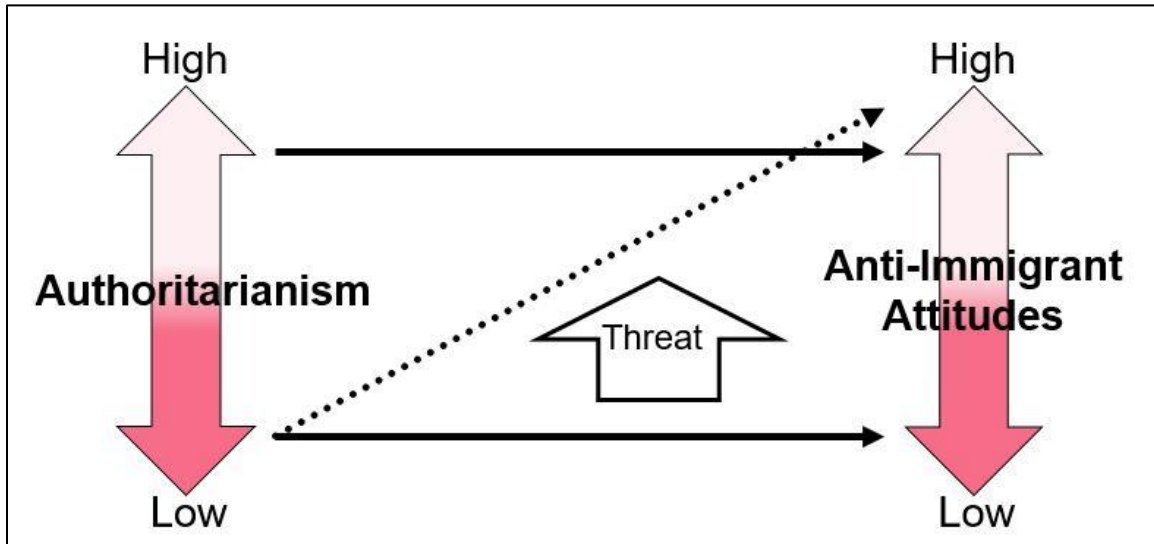 High
High
Authoritarianism
Anti-Immigrant
Attitudes
Threat
Low
Low